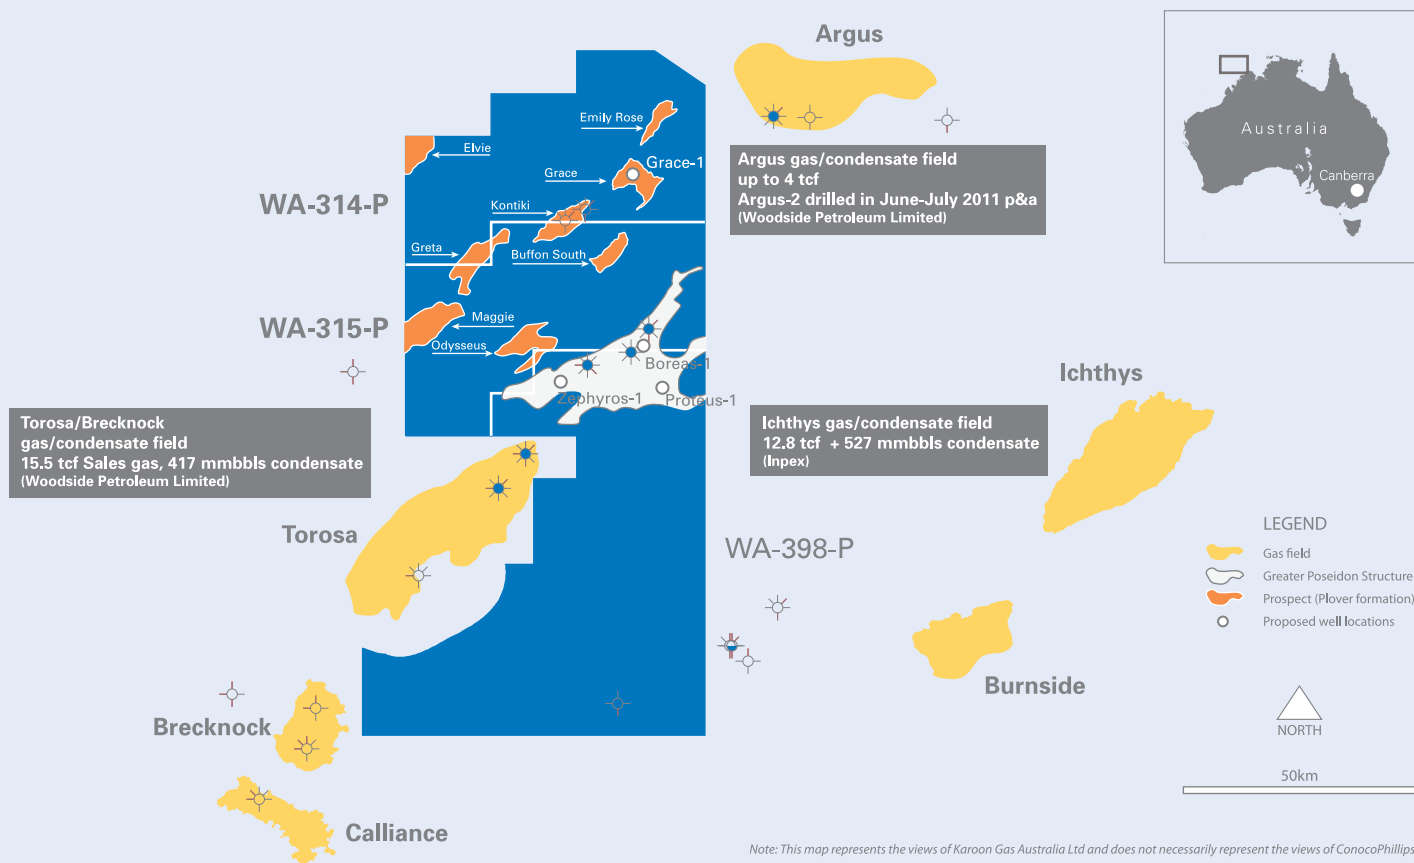 Argus
Emily Rose
Elvie
Grace-1
Grace
Argus gas/condensate field
up to 4 tcf
Argus-2 drilled in June-July 2011 p&a
(Woodside Petroleum Limited)
Australia
Canberra
WA-314-P
Kontiki
Greta
Buffon South
WA-315-P
Maggie
Odysseus
Boreas-1
Zephyros-1
Proteus-1
Ichthys
Torosa/Brecknock
gas/condensate field
15.5 tcf Sales gas, 417 mmbbls condensate
(Woodside Petroleum Limited)
Ichthys gas/condensate field
12.8 tcf + 527 mmbbls condensate
(Inpex)
Torosa
WA-398-P
LEGEND
Gas field
Greater Poseidon Structure
Prospect (Plover formation)
Proposed well locations
Burnside
Brecknock
NORTH
50km
Calliance
Note: This map represents the views of Karoon Gas Australia Ltd and does not necessarily represent the views of ConocoPhillips